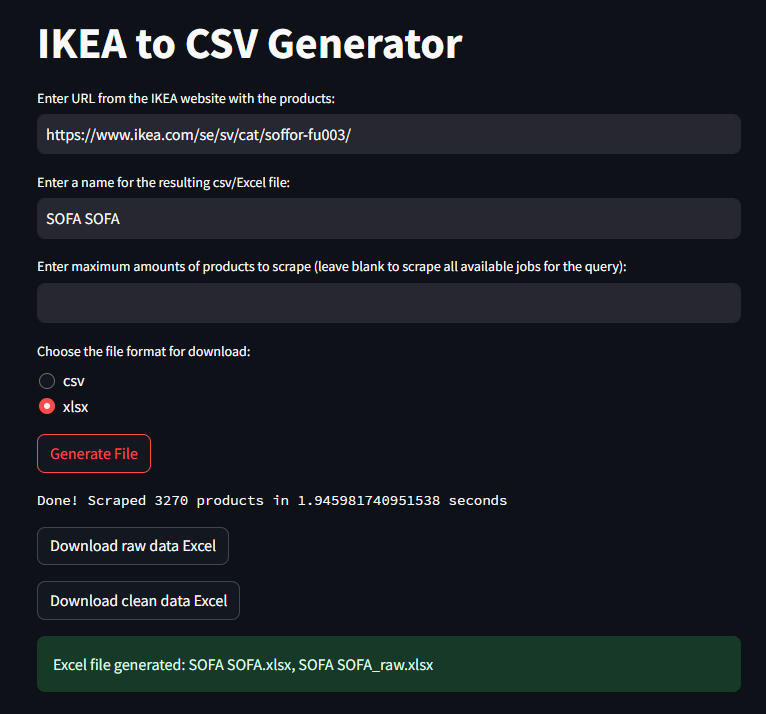 IKEA to CSV Generator
Enter URL from the IKEA website with the products:
https://www.ikea.com/se/sv/cat/soffor-fu003/
Enter a name for the resulting csv/Excel file:
SOFA SOFA
Enter maximum amounts of products to scrape (leave blank to scrape all available jobs for the query):
Choose the file format for download:
csv
xlsx
Generate File
Done! Scraped 3270 products in 1.945981740951538 seconds
Download raw data Excel
Download clean data Excel
Excel file generated: SOFA SOFA.xlsx, SOFA SOFA_raw.xlsx